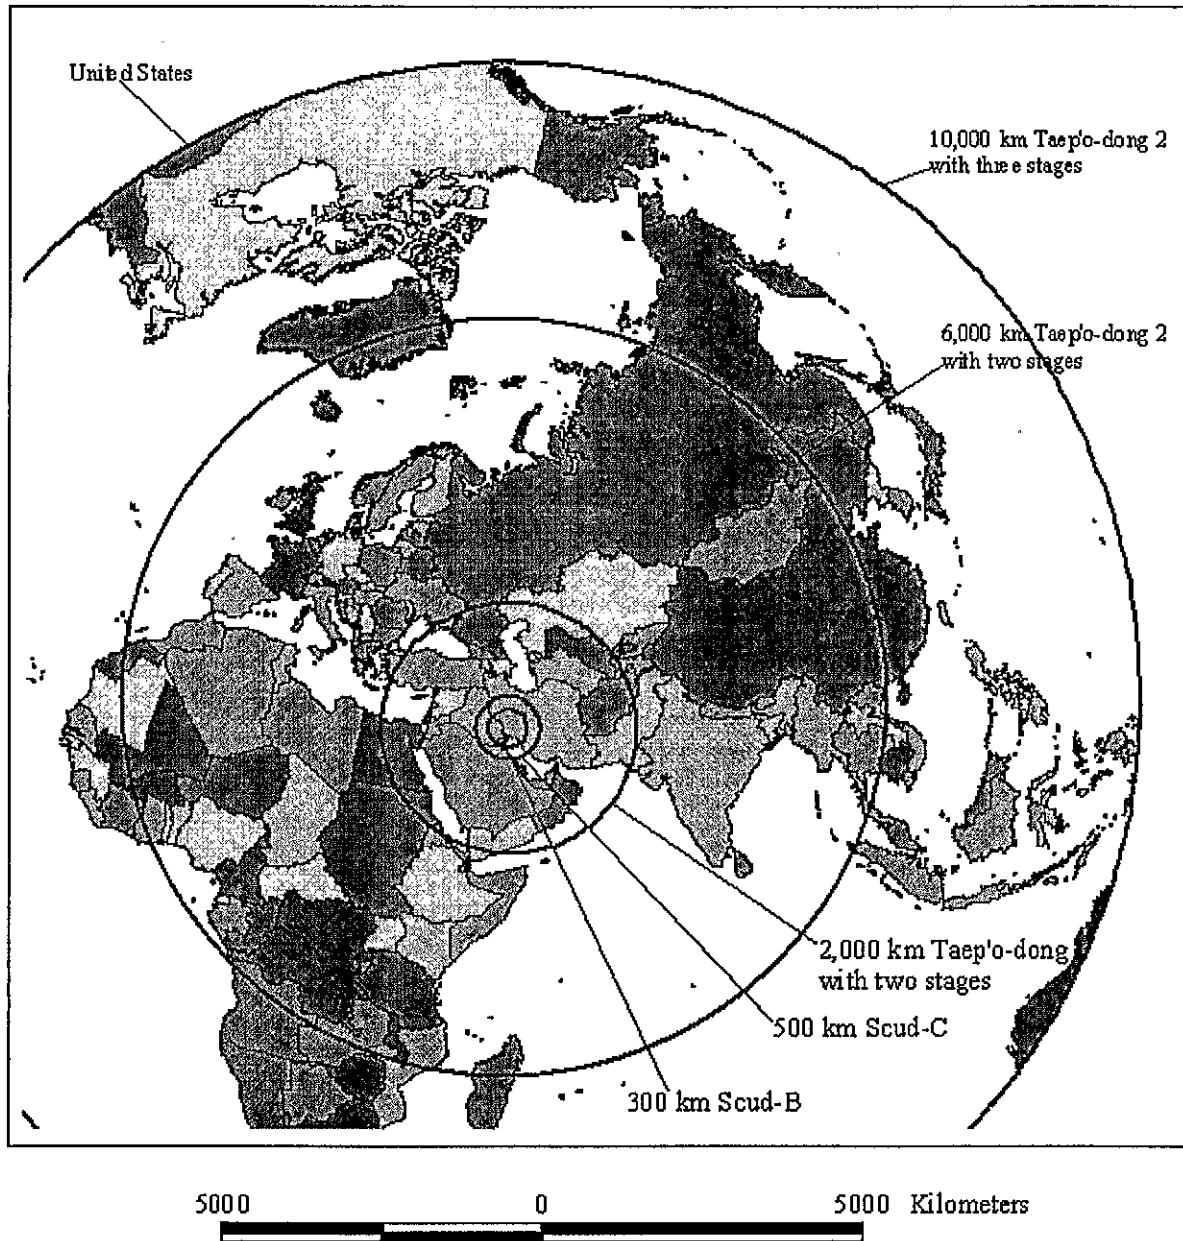 United States
10,000 km Taep'o-dong 2
with three stages
6,000 km Taep'o-dong 2
with two stages
2,000 km Taep'o-dong
with two stages
500 km Scud-C
300 km Scud-B
5000 0 5000 Kilometers